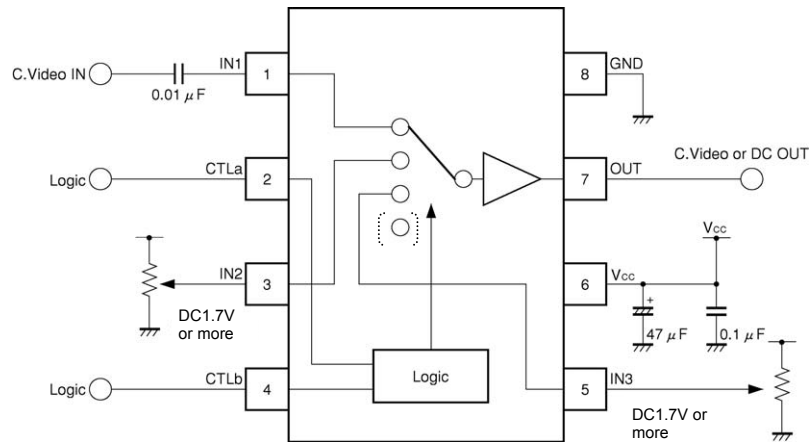 C.Video IN
0.01 μF
IN1
1
8
GND
Logic
CTLa
2
7
OUT
C.Video or DC OUT
IN2
3
DC1.7V
or more
6
Vcc
Vcc
+
47 μF
0.1 μF
Logic
CTLb
4
Logic
5
IN3
DC1.7V or
more